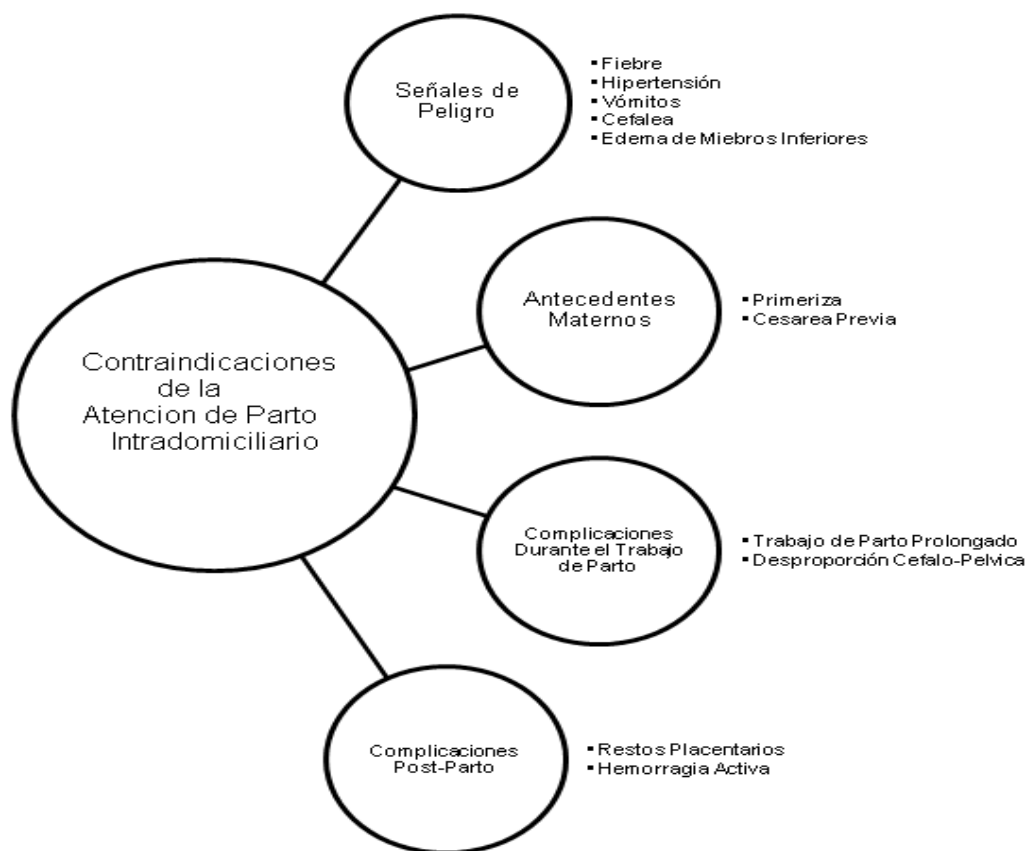 Señales de
Peligro
▪ Fiebre
▪ Hipertensión
▪ Vómitos
▪ Cefalea
▪ Edema de Miebros Inferiores
Antecedentes
Maternos
▪ Primeriza
▪ Cesarea Previa
Contraindicaciones
de la
Atencion de Parto
Intradomiciliario
Complicaciones
Durante el Trabajo
de Parto
▪ Trabajo de Parto Prolongado
▪ Desproporción Cefalo-Pelvica
Complicaciones
Post-Parto
▪ Restos Placentarios
▪ Hemorragia Activa